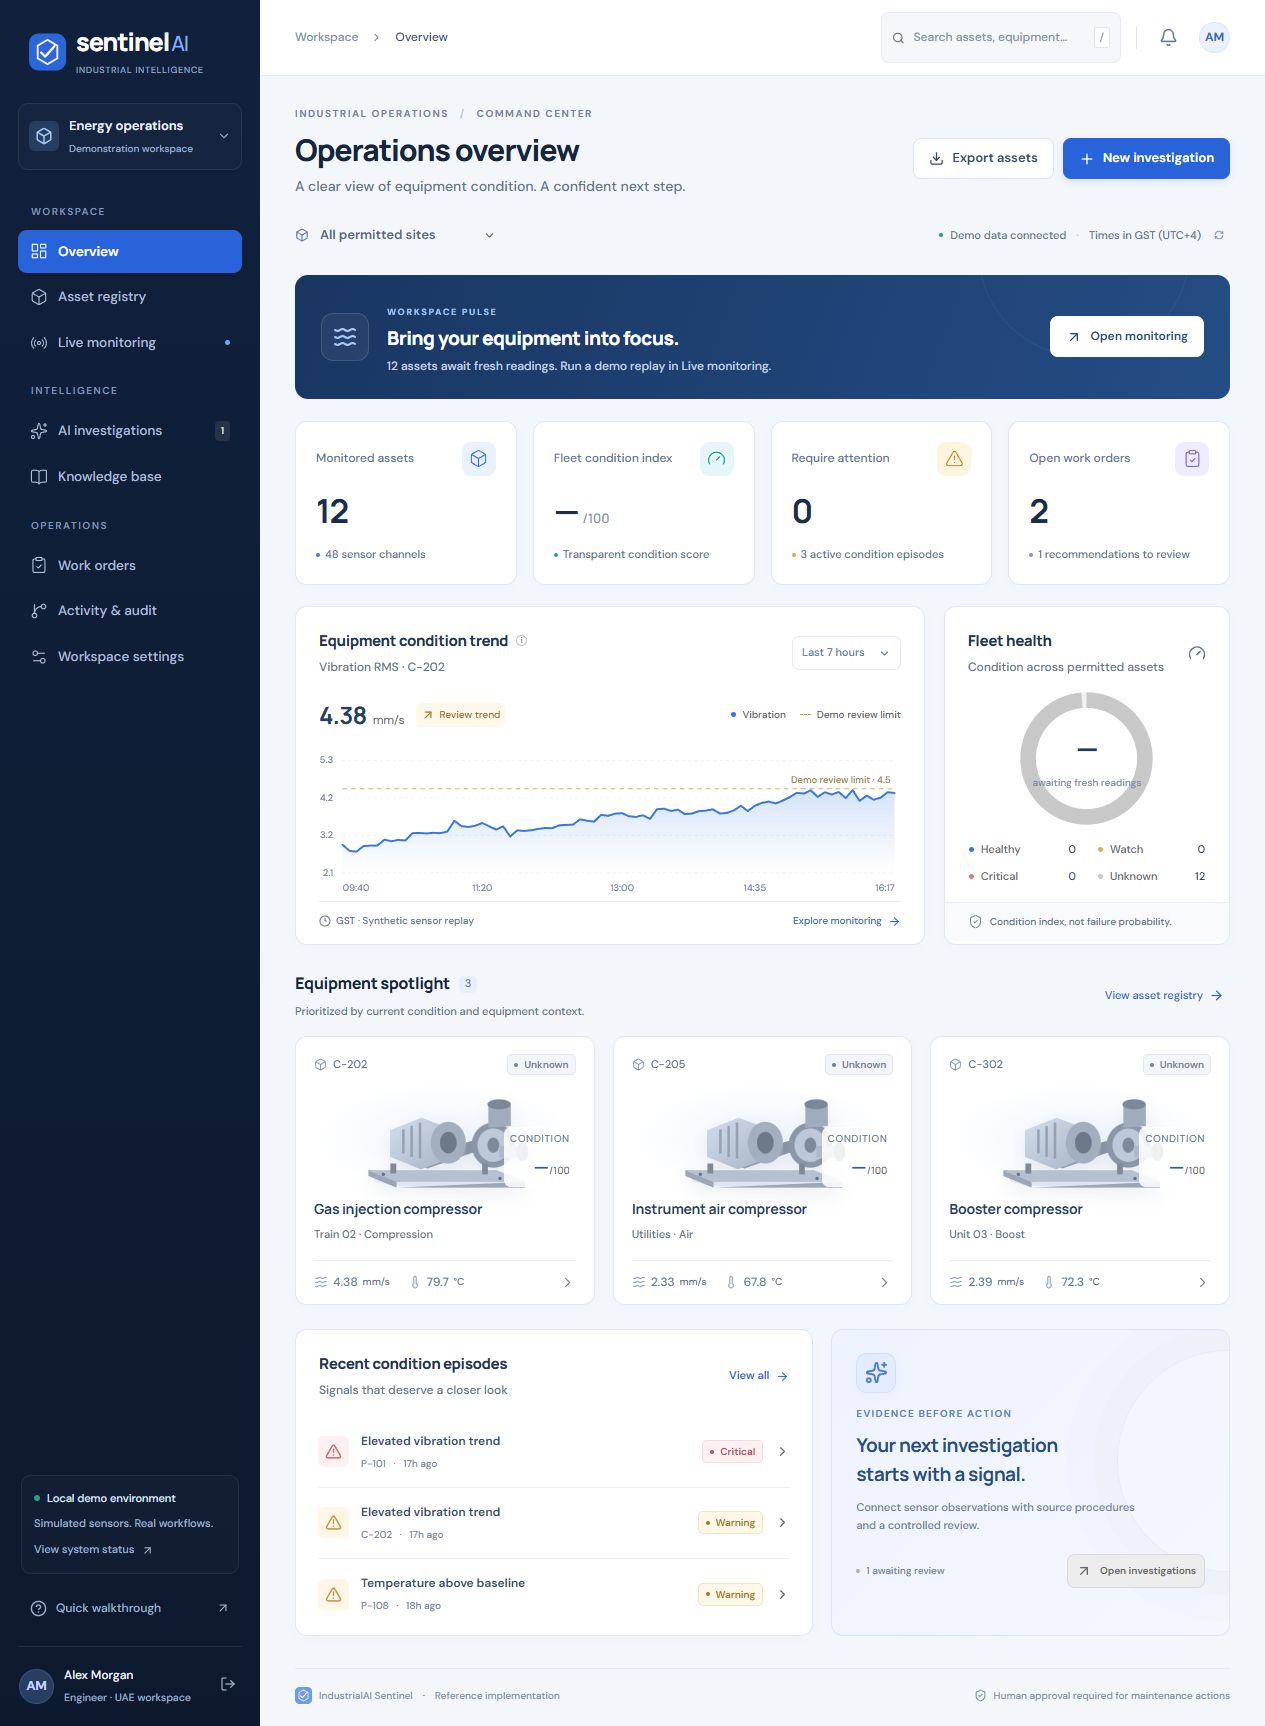 sentinel AI
INDUSTRIAL INTELLIGENCE
Energy operations
Demonstration workspace
WORKSPACE
Overview
Asset registry
Live monitoring
INTELLIGENCE
AI investigations 1
Knowledge base
OPERATIONS
Work orders
Activity & audit
Workspace settings
Local demo environment
Simulated sensors. Real workflows.
View system status
Quick walkthrough
AM
Alex Morgan
Engineer · UAE workspace
Workspace > Overview
Search assets, equipment... /
AM
INDUSTRIAL OPERATIONS / COMMAND CENTER
Operations overview
A clear view of equipment condition. A confident next step.
Export assets
+ New investigation
All permitted sites
Demo data connected · Times in GST (UTC+4)
WORKSPACE PULSE
Bring your equipment into focus.
12 assets await fresh readings. Run a demo replay in Live monitoring.
Open monitoring
Monitored assets
12
48 sensor channels
Fleet condition index
— /100
Transparent condition score
Require attention
0
3 active condition episodes
Open work orders
2
1 recommendations to review
Equipment condition trend
Vibration RMS · C-202
Last 7 hours
4.38 mm/s
Review trend
Vibration
Demo review limit
5.3
Demo review limit · 4.5
4.2
3.2
2.1
09:40 11:20 13:00 14:35 16:17
GST · Synthetic sensor replay
Explore monitoring
Fleet health
Condition across permitted assets
—
awaiting fresh readings
Healthy 0
Watch 0
Critical 0
Unknown 12
Condition index, not failure probability.
Equipment spotlight 3
Prioritized by current condition and equipment context.
View asset registry
C-202
Unknown
CONDITION
—/100
Gas injection compressor
Train 02 · Compression
4.38 mm/s 79.7 °C
C-205
Unknown
CONDITION
—/100
Instrument air compressor
Utilities · Air
2.33 mm/s 67.8 °C
C-302
Unknown
CONDITION
—/100
Booster compressor
Unit 03 · Boost
2.39 mm/s 72.3 °C
Recent condition episodes
Signals that deserve a closer look
View all
Elevated vibration trend
P-101 · 17h ago
Critical
Elevated vibration trend
C-202 · 17h ago
Warning
Temperature above baseline
P-108 · 18h ago
Warning
EVIDENCE BEFORE ACTION
Your next investigation
starts with a signal.
Connect sensor observations with source procedures
and a controlled review.
1 awaiting review
Open investigations
IndustrialAI Sentinel · Reference implementation
Human approval required for maintenance actions